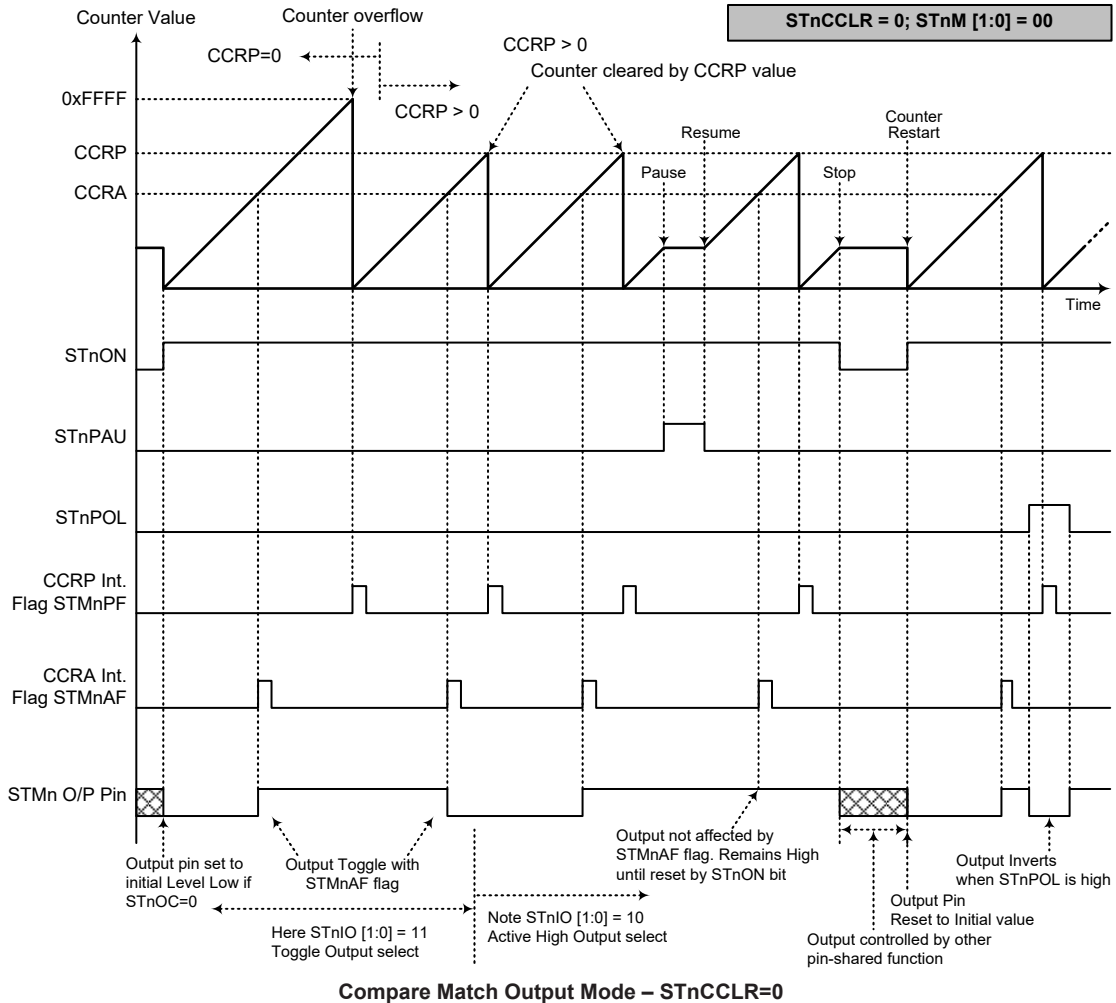 Counter Value
Counter overflow
STnCCLR = 0; STnM [1:0] = 00
CCRP=0
CCRP > 0
CCRP > 0
Counter cleared by CCRP value
0xFFFF
CCRP
CCRA
Pause
Resume
Stop
Counter
Restart
Time
STnON
STnPAU
STnPOL
CCRP Int.
Flag STMnPF
CCRA Int.
Flag STMnAF
STMn O/P Pin
Output pin set to
initial Level Low if
STnOC=0
Output Toggle with
STMnAF flag
Here STnIO [1:0] = 11
Toggle Output select
Note STnIO [1:0] = 10
Active High Output select
Output not affected by
STMnAF flag. Remains High
until reset by STnON bit
Output controlled by other
pin-shared function
Output Pin
Reset to Initial value
Output Inverts
when STnPOL is high
Compare Match Output Mode – STnCCLR=0